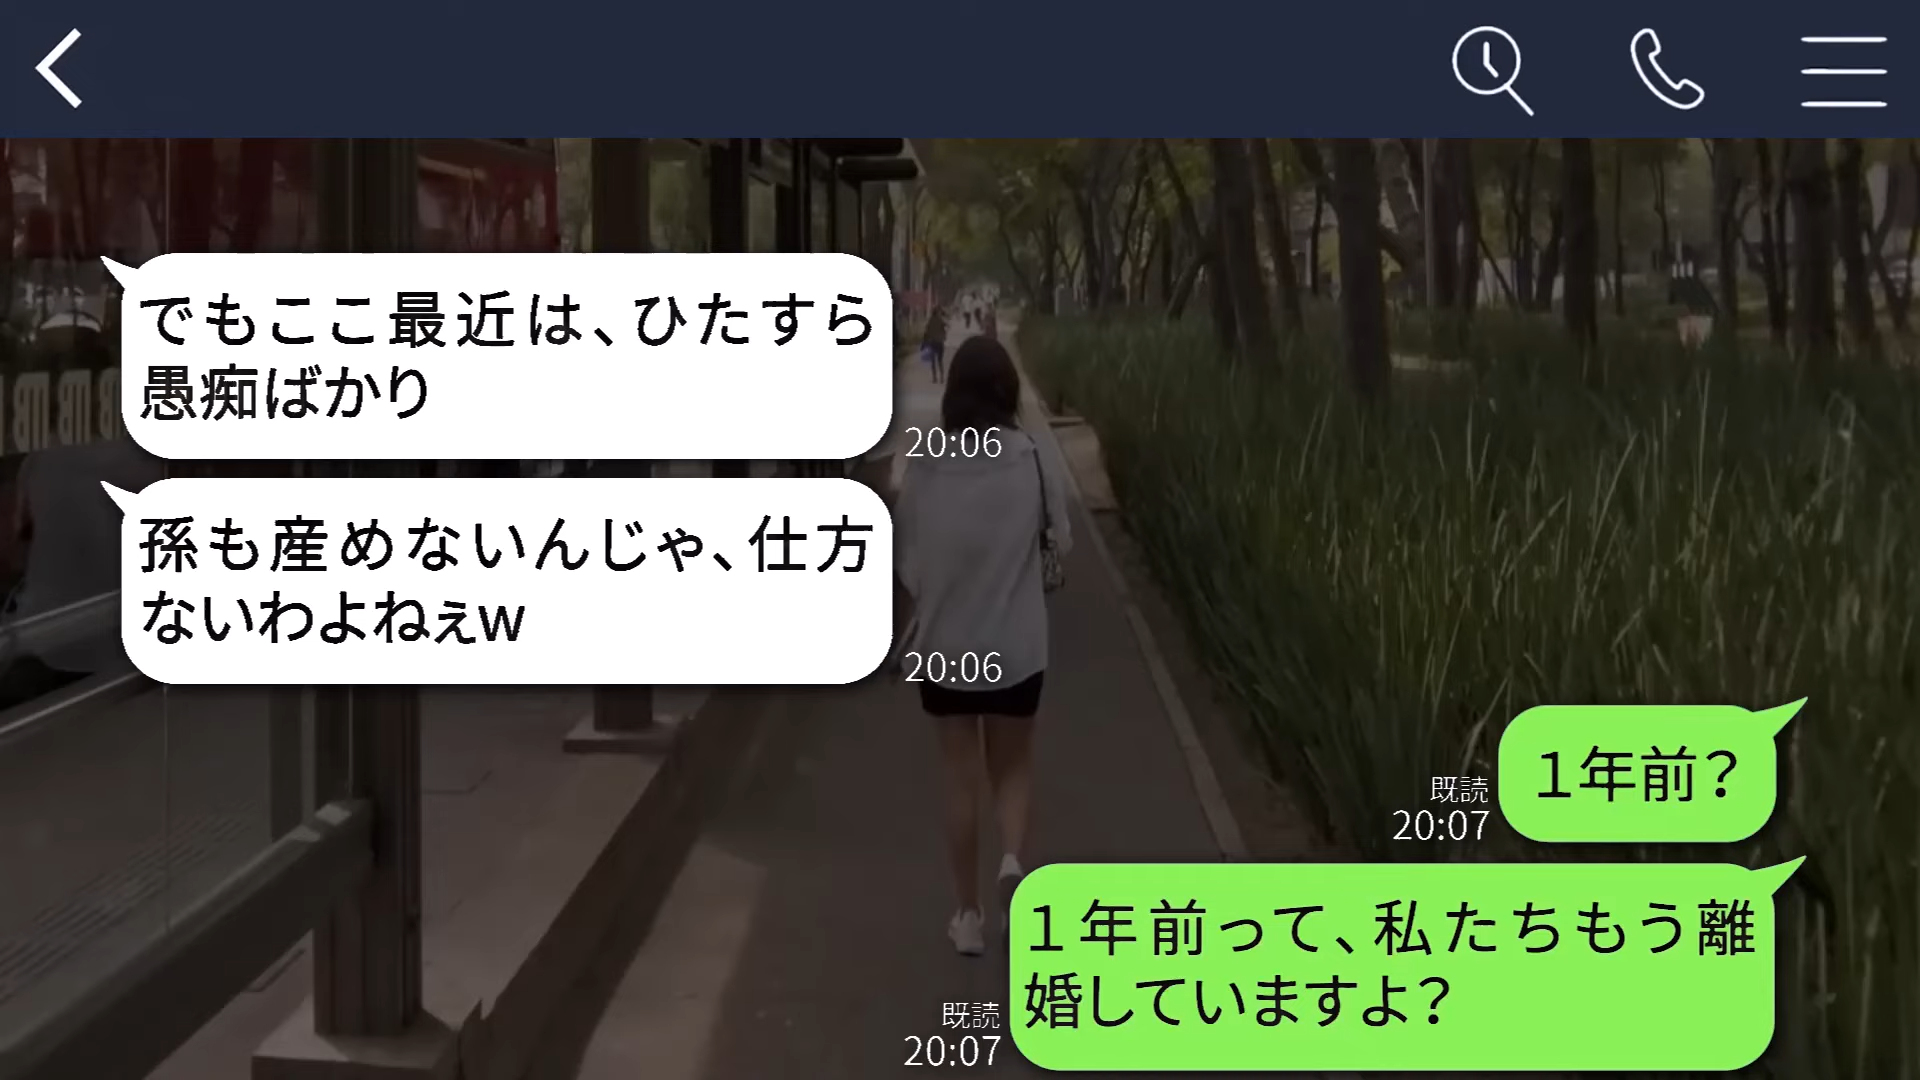 でもここ最近は、ひたすら
愚痴ばかり
20:06
孫も産めないんじゃ、仕方
ないわよねぇw
20:06
１年前？
既読
20:07
１年前って、私たちもう離
婚していますよ？
既読
20:07